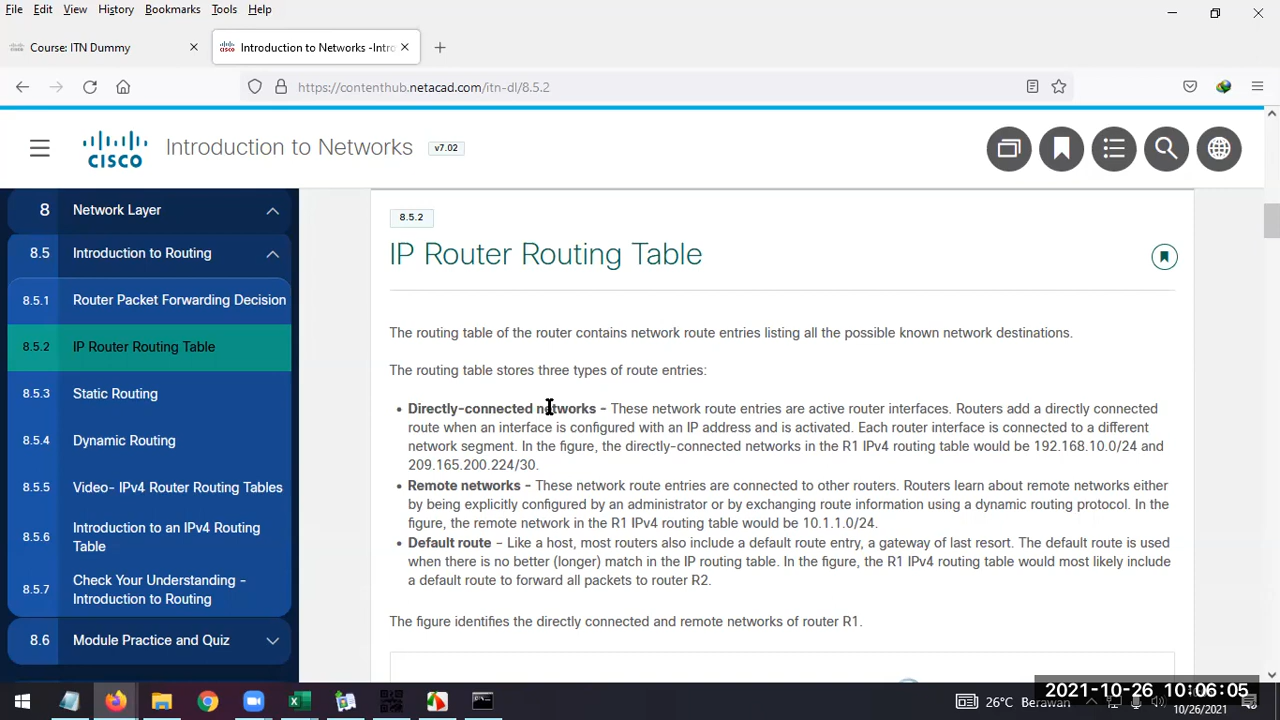 File Edit View History Bookmarks Tools Help
Course: ITN Dummy
Introduction to Networks -Intro
https://contenthub.netacad.com/itn-dl/8.5.2
CISCO
Introduction to Networks
v7.02
8 Network Layer
8.5 Introduction to Routing
8.5.1 Router Packet Forwarding Decision
8.5.2 IP Router Routing Table
8.5.3 Static Routing
8.5.4 Dynamic Routing
8.5.5 Video- IPv4 Router Routing Tables
8.5.6 Introduction to an IPv4 Routing
Table
8.5.7 Check Your Understanding -
Introduction to Routing
8.6 Module Practice and Quiz
8.5.2
IP Router Routing Table
The routing table of the router contains network route entries listing all the possible known network destinations.
The routing table stores three types of route entries:
• Directly-connected networks - These network route entries are active router interfaces. Routers add a directly connected
route when an interface is configured with an IP address and is activated. Each router interface is connected to a different
network segment. In the figure, the directly-connected networks in the R1 IPv4 routing table would be 192.168.10.0/24 and
209.165.200.224/30.
• Remote networks - These network route entries are connected to other routers. Routers learn about remote networks either
by being explicitly configured by an administrator or by exchanging route information using a dynamic routing protocol. In the
figure, the remote network in the R1 IPv4 routing table would be 10.1.1.0/24.
• Default route - Like a host, most routers also include a default route entry, a gateway of last resort. The default route is used
when there is no better (longer) match in the IP routing table. In the figure, the R1 IPv4 routing table would most likely include
a default route to forward all packets to router R2.
The figure identifies the directly connected and remote networks of router R1.
26°C Berawan
2021-10-26 10:06:05
10/26/2021